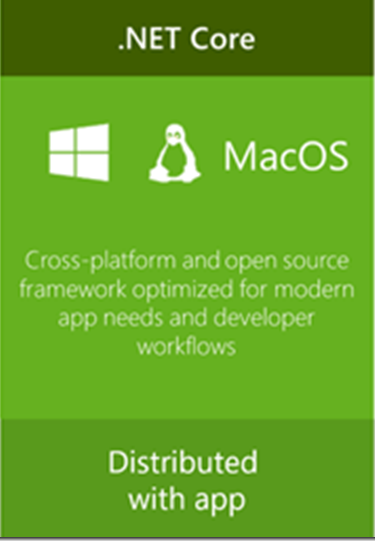 .NET Core
MacOS
Cross-platform and open source
framework optimized for modern
app needs and developer
workflows
Distributed
with app